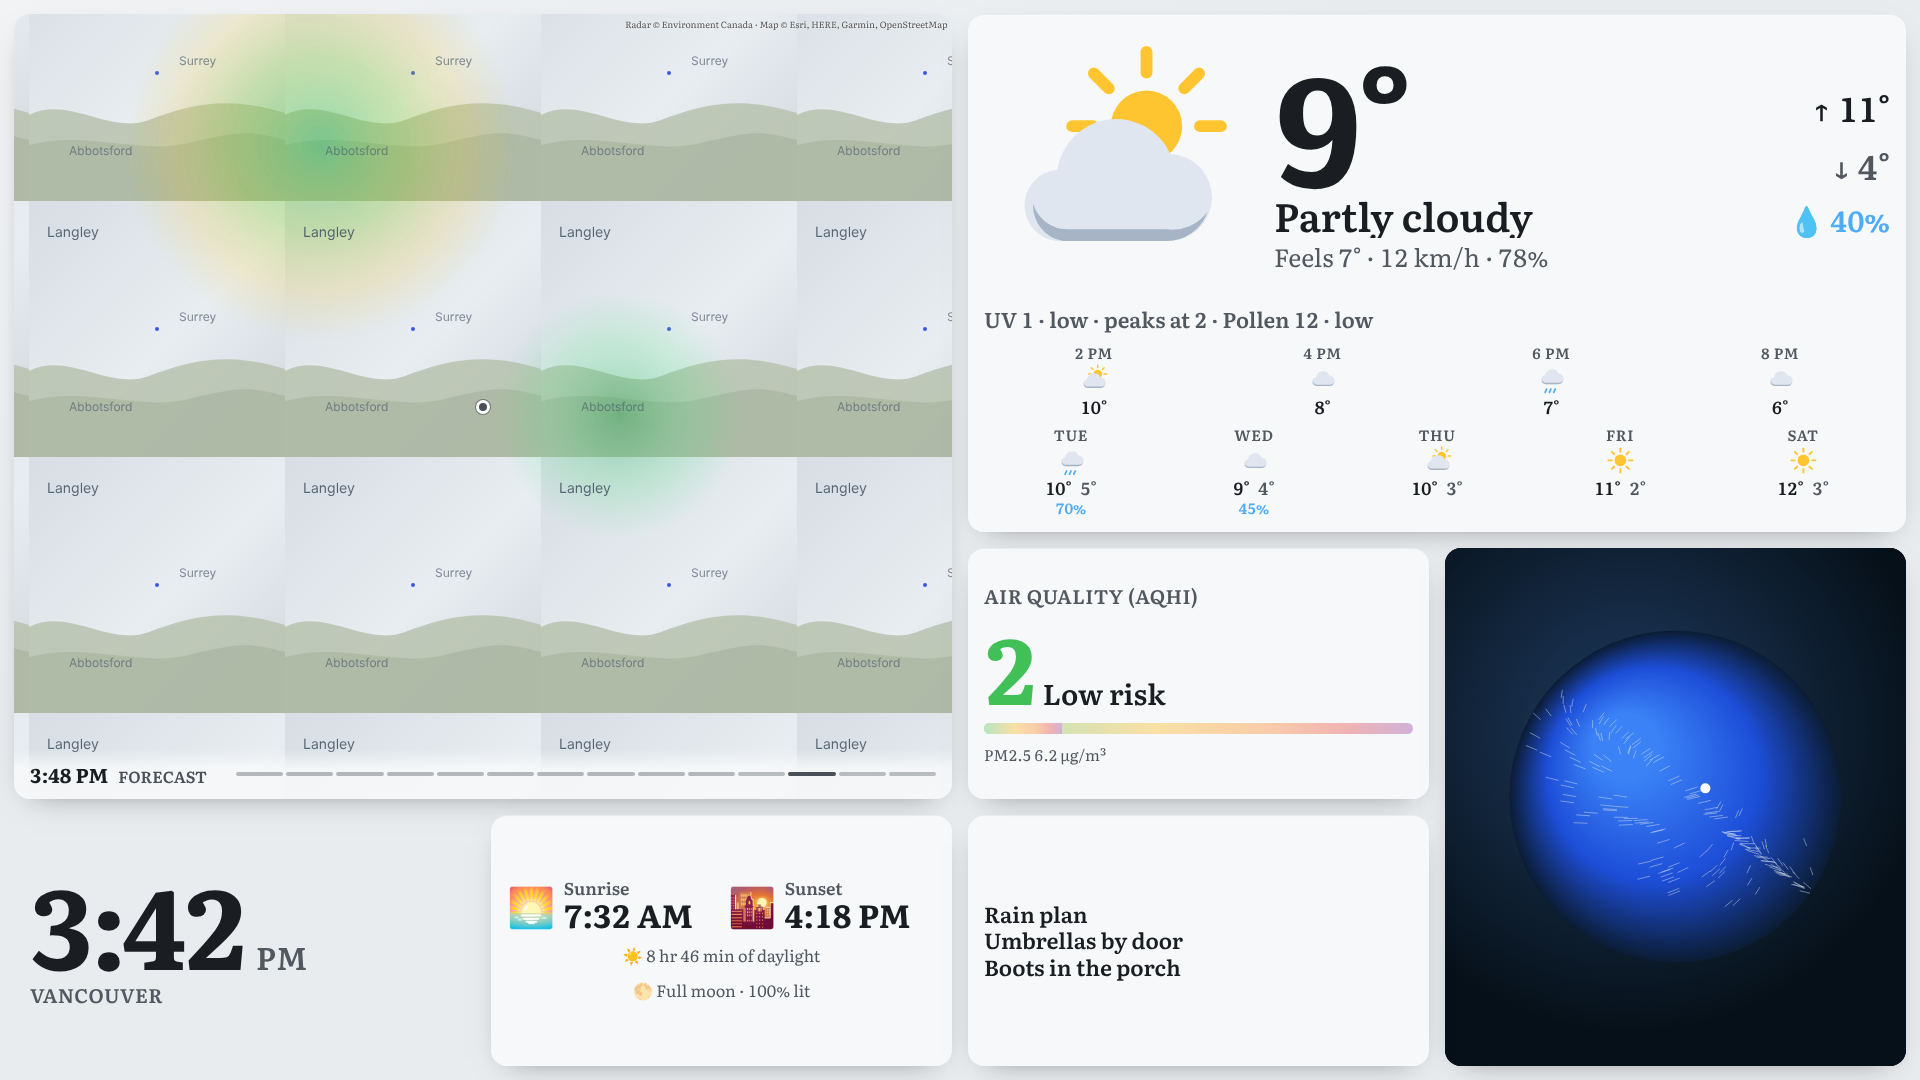 Radar © Environment Canada · Map © Esri, HERE, Garmin, OpenStreetMap
Surrey Surrey Surrey S
Abbotsford Abbotsford Abbotsford Abbotsford
Langley Langley Langley Langley
Surrey Surrey Surrey S
Abbotsford Abbotsford Abbotsford Abbotsford
Langley Langley Langley Langley
Surrey Surrey Surrey S
Abbotsford Abbotsford Abbotsford Abbotsford
Langley Langley Langley Langley
3:48 PM FORECAST
9°
Partly cloudy
Feels 7° · 12 km/h · 78%
↑ 11°
↓ 4°
40%
UV 1 · low · peaks at 2 · Pollen 12 · low
2 PM 4 PM 6 PM 8 PM
10° 8° 7° 6°
TUE WED THU FRI SAT
10° 5° 9° 4° 10° 3° 11° 2° 12° 3°
70% 45%
AIR QUALITY (AQHI)
2 Low risk
PM2.5 6.2 µg/m³
3:42 PM
VANCOUVER
Sunrise
7:32 AM
Sunset
4:18 PM
8 hr 46 min of daylight
Full moon · 100% lit
Rain plan
Umbrellas by door
Boots in the porch